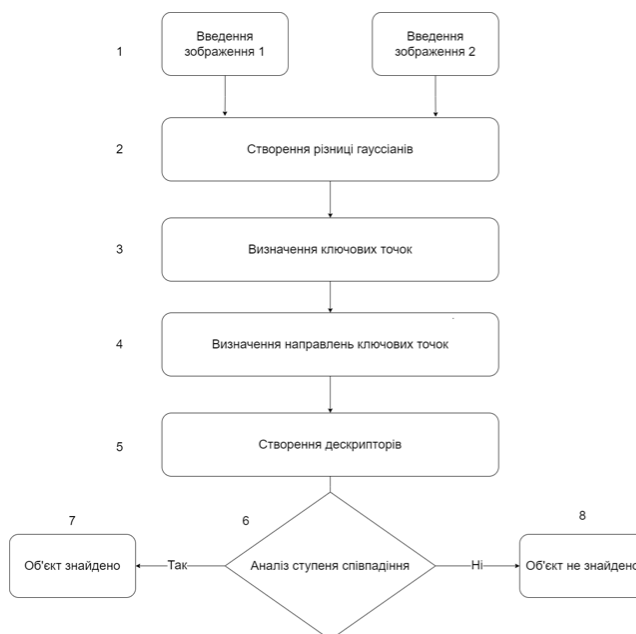 1
Введення
зображення 1
Введення
зображення 2
2
Створення різниці гауссіанів
3
Визначення ключових точок
4
Визначення направлень ключових точок
5
Створення дескрипторів
7
6
8
Об'єкт знайдено
Так
Аналіз ступеня співпадіння
Ні
Об'єкт не знайдено